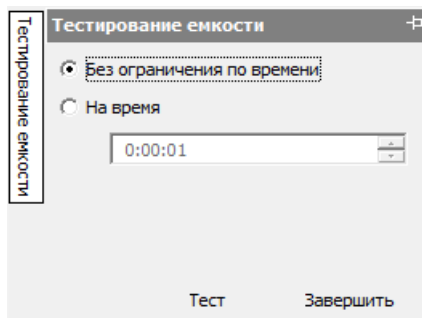 Тестирование емкости
Тестирование емкости
Без ограничения по времени
На время
0:00:01
Тест Завершить